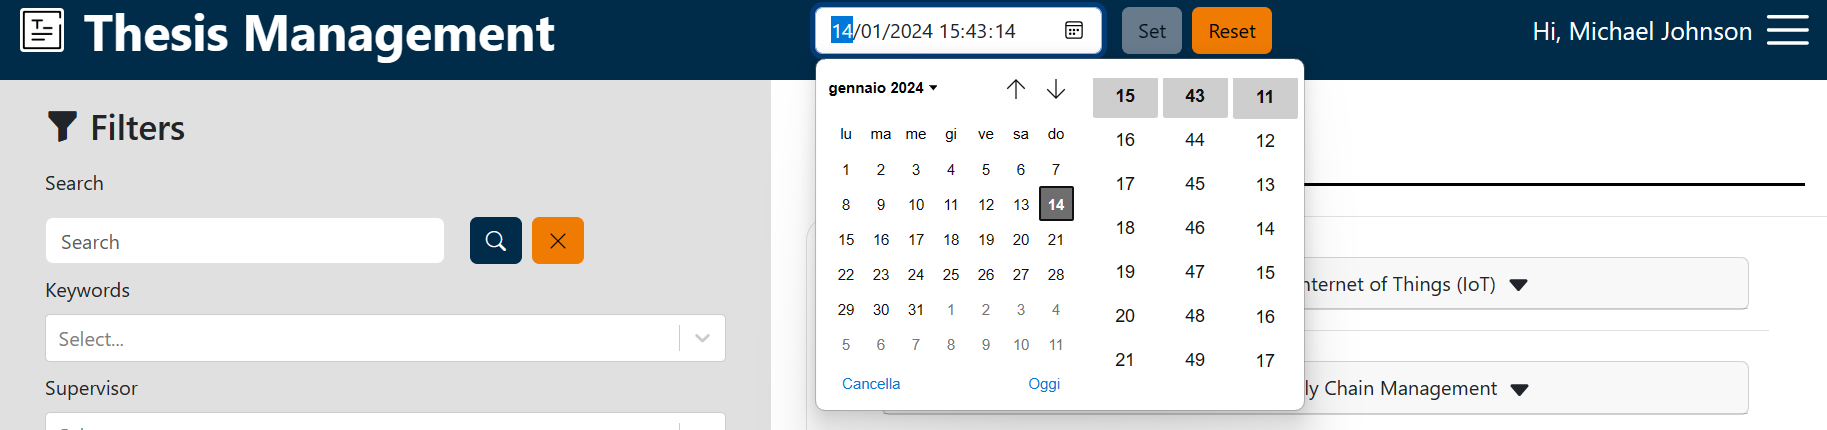 Thesis Management
14/01/2024 15:43:14
Set
Reset
Hi, Michael Johnson
Filters
Search
Search
Keywords
Select...
Supervisor
gennaio 2024
lu ma me gi ve sa do
1 2 3 4 5 6 7
8 9 10 11 12 13 14
15 16 17 18 19 20 21
22 23 24 25 26 27 28
29 30 31 1 2 3 4
5 6 7 8 9 10 11
Cancella
Oggi
15 43 11
16 44 12
17 45 13
18 46 14
19 47 15
20 48 16
21 49 17
nternet of Things (IoT)
ly Chain Management